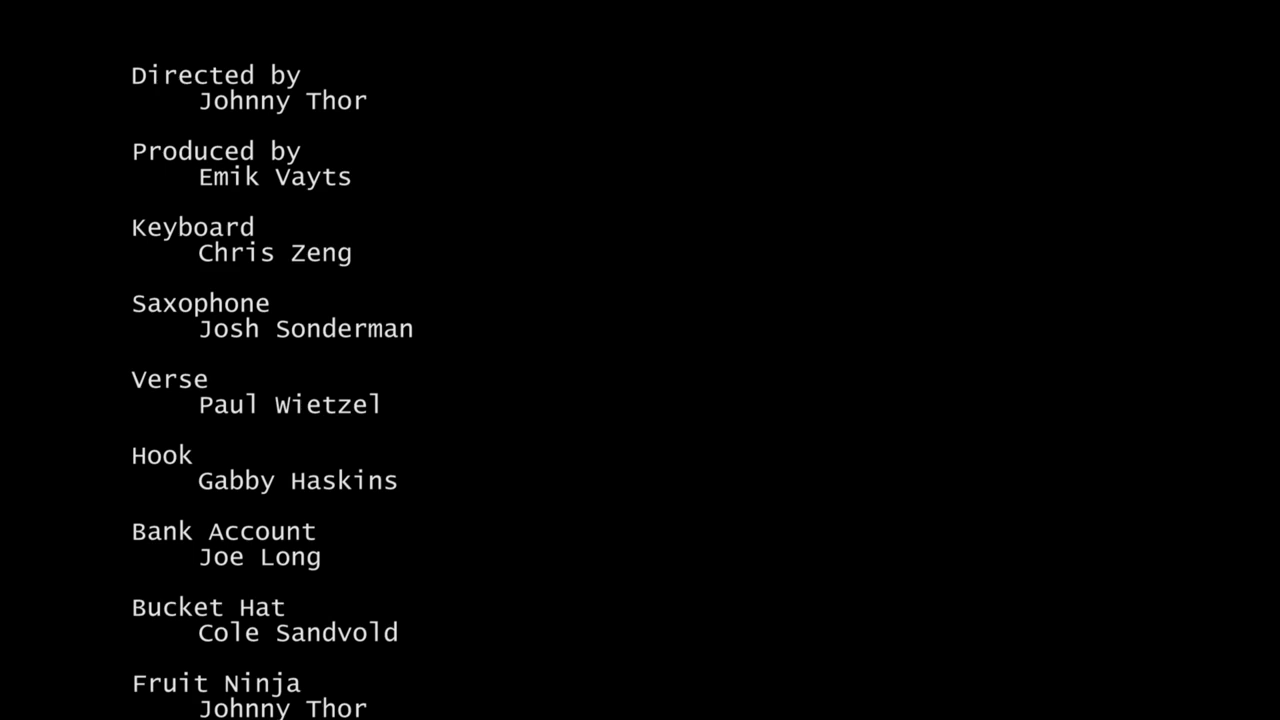 Directed by
Johnny Thor
Produced by
Emik Vayts
Keyboard
Chris Zeng
Saxophone
Josh Sonderman
Verse
Paul Wietzel
Hook
Gabby Haskins
Bank Account
Joe Long
Bucket Hat
Cole Sandvold
Fruit Ninja
Johnny Thor